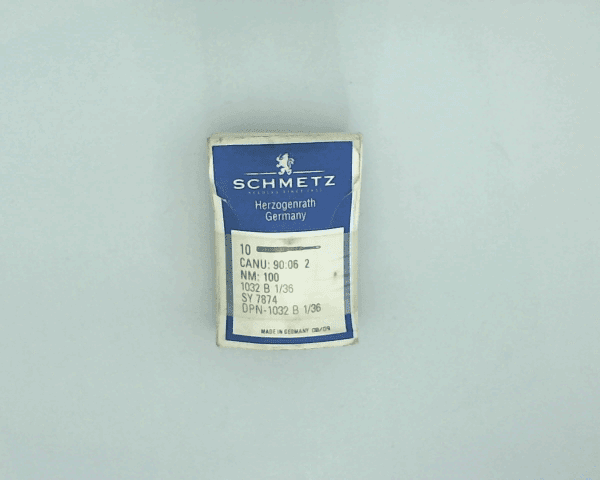 SCHMETZ
Herzogenrath
Germany
10
CANU: 90:06 2
NM: 100
1032 B 1/36
SY 7874
DPN-1032 B 1/36
MADE IN GERMANY